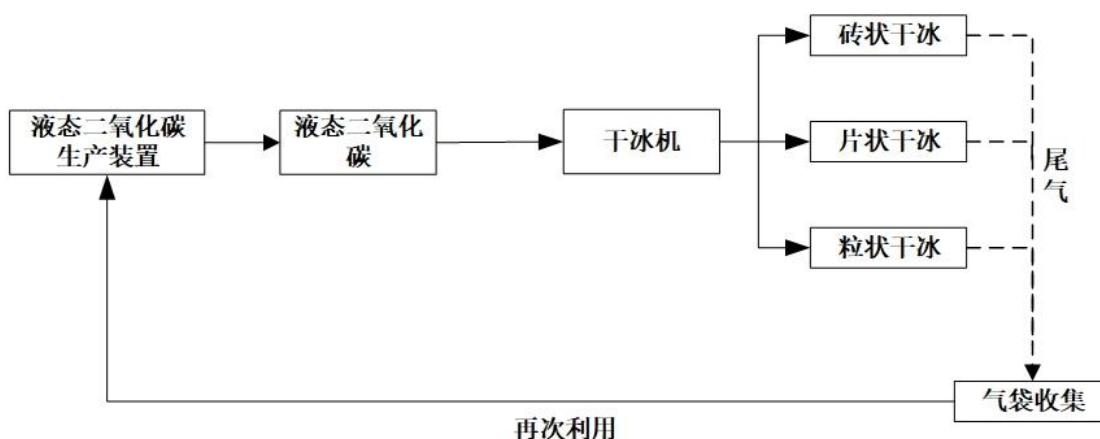 砖状干冰
液态二氧化碳
生产装置
液态二氧化
碳
干冰机
片状干冰
尾
气
粒状干冰
气袋收集
再次利用